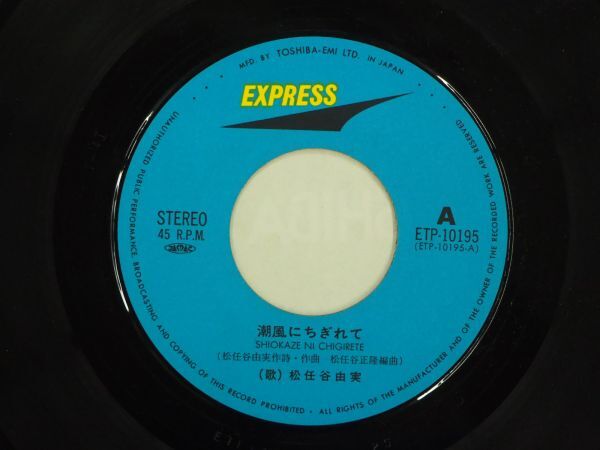 MFD. BY TOSHIBA-EMI LTD. IN JAPAN
EXPRESS
STEREO
45 R.P.M.
A
ETP-10195
(ETP-10195-A)
潮風にちぎれて
SHIOKAZE NI CHIGIRETE
(松任谷由実作詩・作曲 松任谷正隆編曲)
(歌)松任谷由実
UNAUTHORIZED PUBLIC PERFORMANCE, BROADCASTING AND COPYING OF THIS RECORD PROHIBITED • ALL RIGHTS OF THE MANUFACTURER AND OF THE OWNER OF THE RECORDED WORK ARE RESERVED